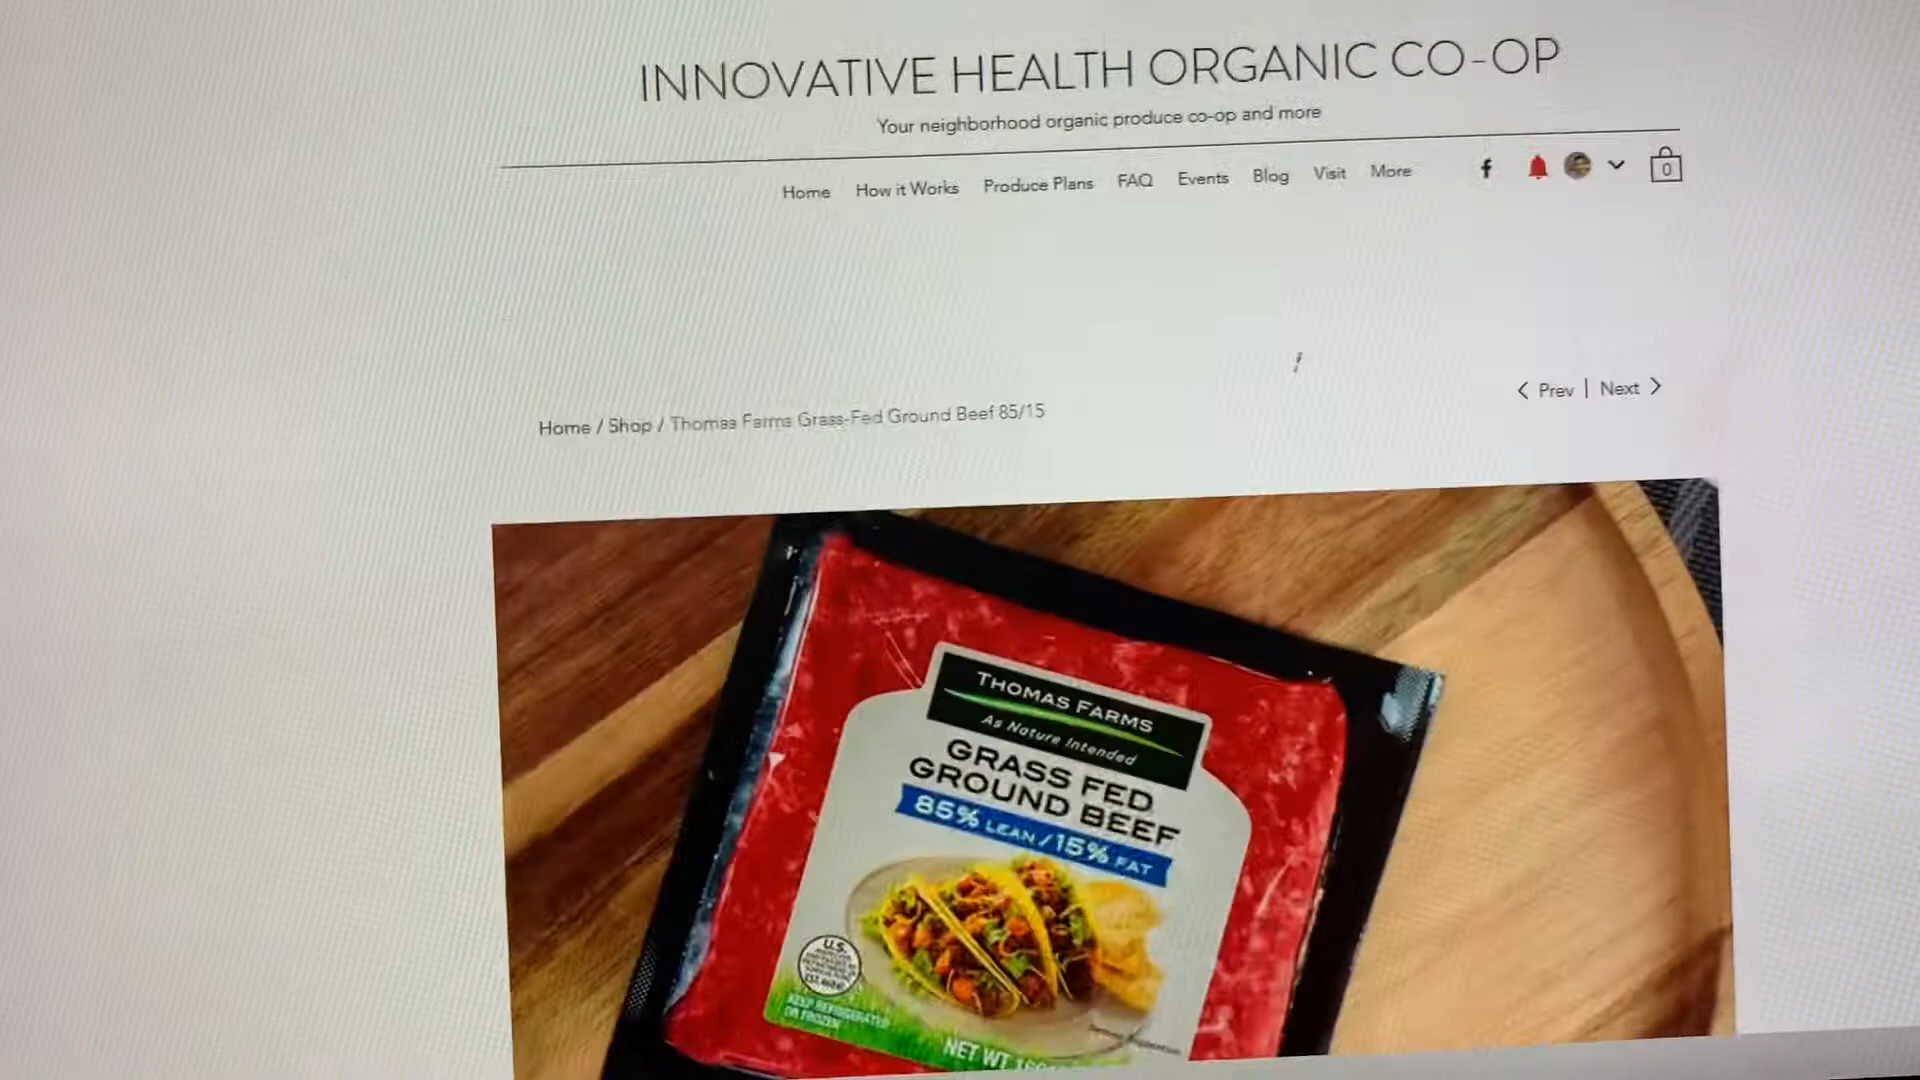 INNOVATIVE HEALTH ORGANIC CO-OP
Your neighborhood organic produce co-op and more
Home How it Works Produce Plans FAQ Events Blog Visit More
0
< Prev | Next >
Home / Shop / Thomas Farms Grass-Fed Ground Beef 85/15
THOMAS FARMS
As Nature Intended
GRASS FED
GROUND BEEF
85% LEAN / 15% FAT
U.S.
KEEP REFRIGERATED
OR FROZEN
NET WT